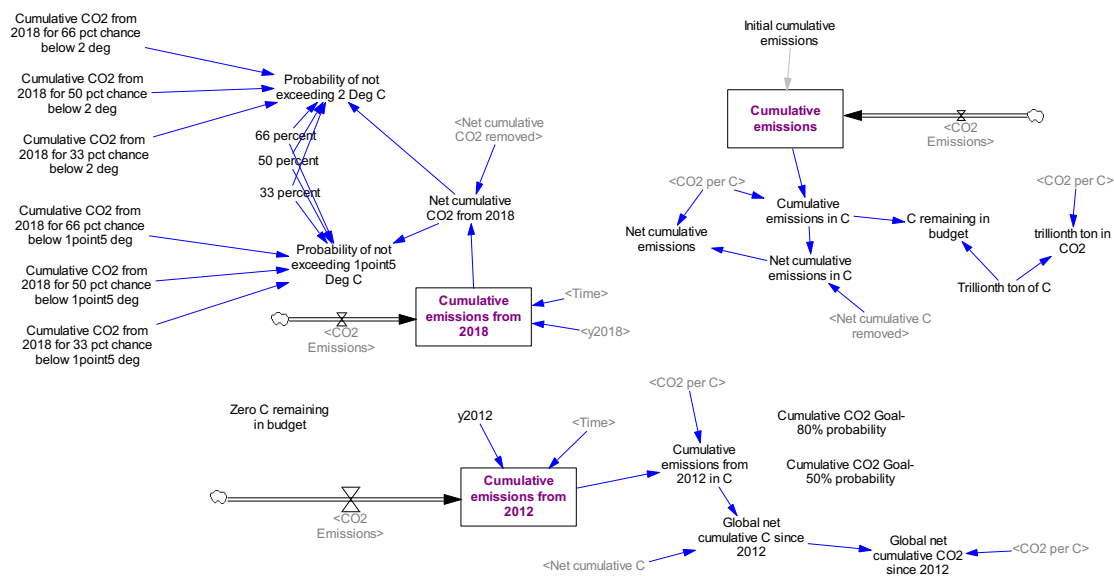 Cumulative CO2 from
2018 for 66 pct chance
below 2 deg
Cumulative CO2 from
2018 for 50 pct chance
below 2 deg
Cumulative CO2 from
2018 for 33 pct chance
below 2 deg
Probability of not
exceeding 2 Deg C
66 percent
50 percent
33 percent
<Net cumulative
CO2 removed>
Net cumulative
CO2 from 2018
Cumulative CO2 from
2018 for 66 pct chance
below 1point5 deg
Cumulative CO2 from
2018 for 50 pct chance
below 1point5 deg
Cumulative CO2 from
2018 for 33 pct chance
below 1point5 deg
Probability of not
exceeding 1point5
Deg C
Cumulative
emissions from
2018
<CO2
Emissions>
<Time>
<y2018>
Initial cumulative
emissions
Cumulative
emissions
<CO2
Emissions>
<CO2 per C>
Cumulative
emissions in C
Net cumulative
emissions
Net cumulative
emissions in C
<Net cumulative C
removed>
C remaining in
budget
<CO2 per C>
trillionth ton in
CO2
Trillionth ton of C
Zero C remaining
in budget
y2012
<Time>
Cumulative
emissions from
2012
<CO2
Emissions>
<CO2 per C>
Cumulative
emissions from
2012 in C
Cumulative CO2 Goal-
80% probability
Cumulative CO2 Goal-
50% probability
Global net
cumulative C since
2012
<Net cumulative C
Global net
cumulative CO2
since 2012
<CO2 per C>